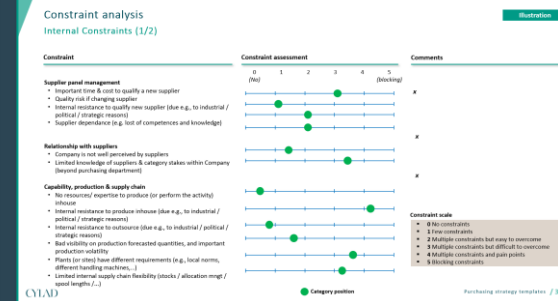 Constraint analysis
Illustration
Internal Constraints (1/2)
Constraint
Constraint assessment
Comments
0 1 2 3 4 5
(No) (blocking)
Supplier panel management
• Important time & cost to qualify a new supplier
• Quality risk if changing supplier
• Internal resistance to qualify new supplier (due e.g., to industrial /
political / strategic reasons)
• Supplier dependance (e.g. lost of competences and knowledge)
x
x
Relationship with suppliers
• Company is not well perceived by suppliers
• Limited knowledge of suppliers & category stakes within Company
(beyond purchasing department)
x
Capability, production & supply chain
• No resources/ expertise to produce (or perform the activity)
inhouse
• Internal resistance to produce inhouse (due e.g., to industrial /
political / strategic reasons)
• Internal resistance to outsource (due e.g., to industrial / political /
strategic reasons)
• Bad visibility on production forecasted quantities, and important
production volatility
• Plants (or sites) have different requirements (e.g., local norms,
different handling machines,...)
• Limited internal supply chain flexibility (stocks / allocation mngt /
spool lengths /...)
Constraint scale
• 0 No constraints
• 1 Few constraints
• 2 Multiple constraints but easy to overcome
• 3 Multiple constraints but difficult to overcome
• 4 Multiple constraints and pain points
• 5 Blocking constraints
CYLAD
Category position
Purchasing strategy templates /